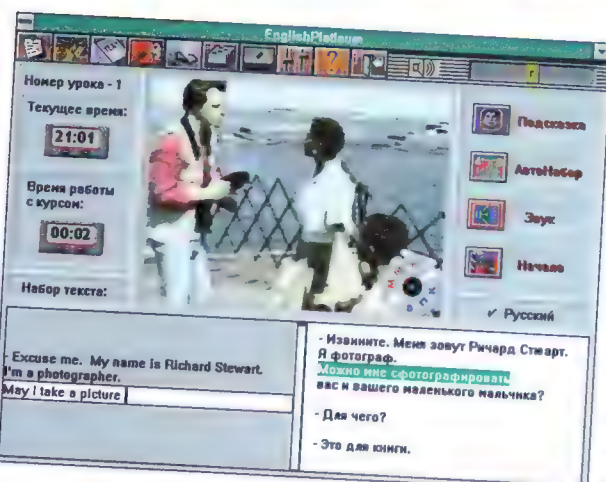 EnglishPlatinum
Номер урока - 1
Текущее время:
21:01
Время работы
с курсом:
00:02
Набор текста:
Подсказка
АвтоНабор
Звук
Начало
✓ Русский
- Excuse me. My name is Richard Stewart.
I'm a photographer.
May I take a picture
- Извините. Меня зовут Ричард Стюарт.
Я фотограф.
Можно мне сфотографировать
вас и вашего маленького мальчика?
- Для чего?
- Это для книги.